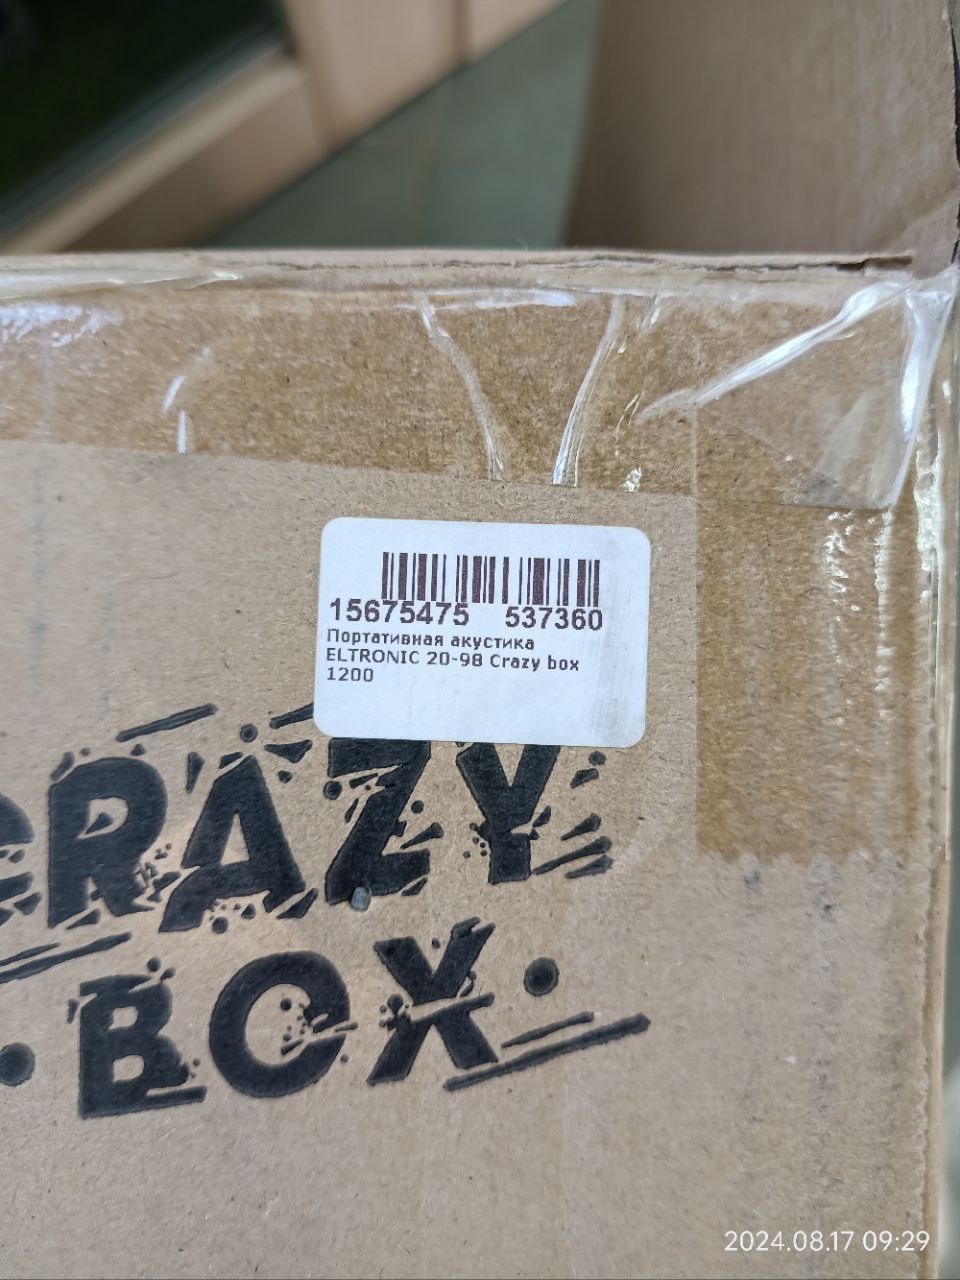 15675475 537360
Портативная акустика
ELTRONIC 20-98 Crazy box
1200
CRAZY
BOX
2024.08.17 09:29